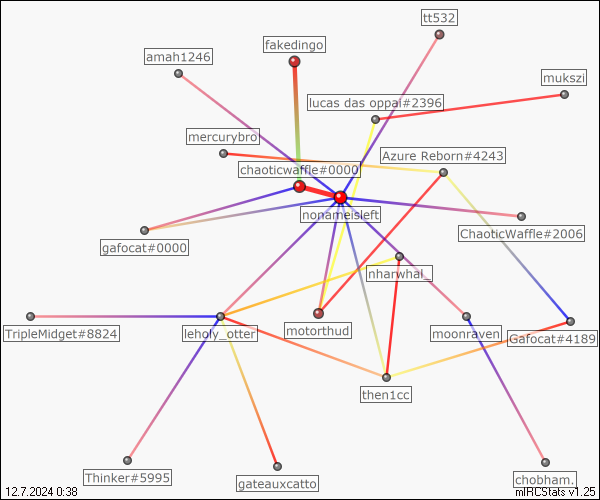 tt532
fakedingo
amah1246
mukszi
lucas das oppai#2396
mercurybro
Azure Reborn#4243
chaoticwaffle#0000
nonameisleft
ChaoticWaffle#2006
gafocat#0000
nharwhal_
TripleMidget#8824
leholy_otter
motorthud
moonraven
Gafocat#4189
then1cc
Thinker#5995
gateauxcatto
chobham.
12.7.2024 0:38
mIRCStats v1.25